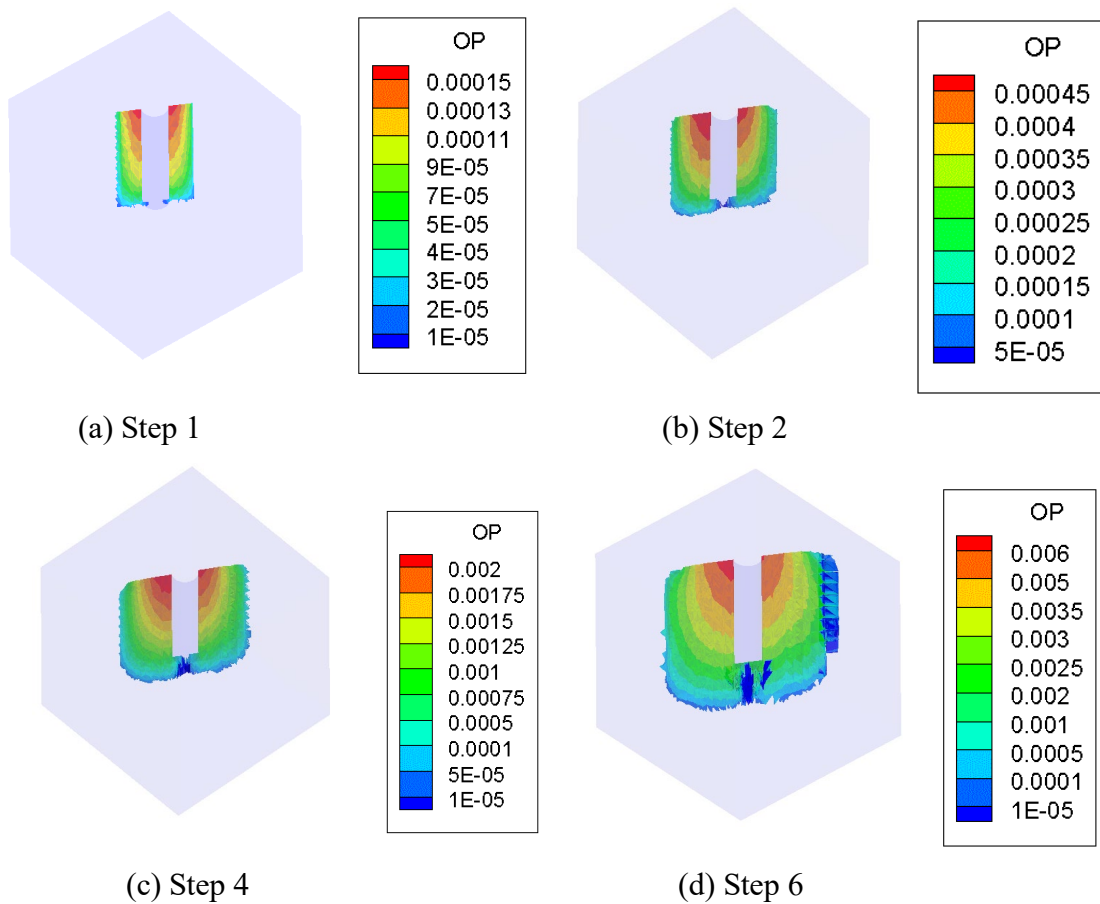 OP
0.00015
0.00013
0.00011
9E-05
7E-05
5E-05
4E-05
3E-05
2E-05
1E-05
OP
0.00045
0.0004
0.00035
0.0003
0.00025
0.0002
0.00015
0.0001
5E-05
(a) Step 1
(b) Step 2
OP
0.002
0.00175
0.0015
0.00125
0.001
0.00075
0.0005
0.0001
5E-05
1E-05
OP
0.006
0.005
0.0035
0.003
0.0025
0.002
0.001
0.0005
0.0001
1E-05
(c) Step 4
(d) Step 6